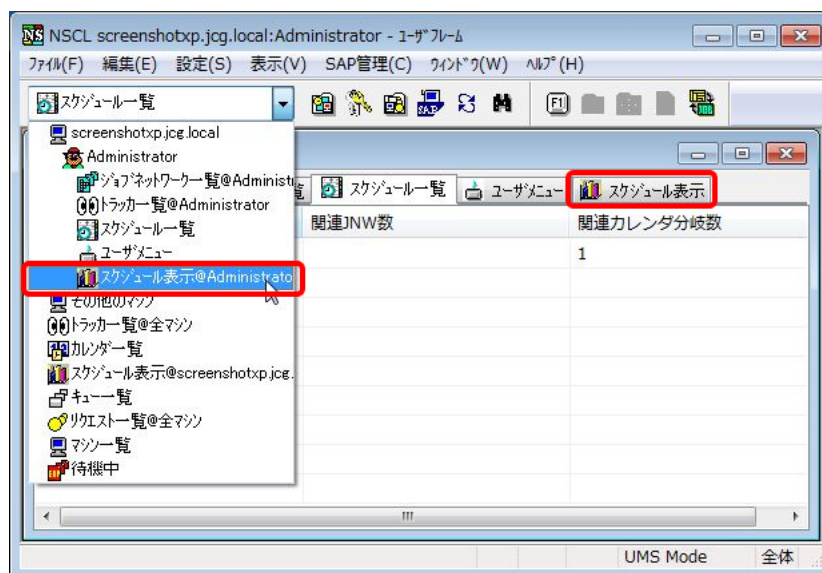 NSCL screenshotxp.jcg.local:Administrator - ﾕｰｻﾞﾌﾚｰﾑ
ﾌｧｲﾙ(F) 編集(E) 設定(S) 表示(V) SAP管理(C) ｳｨﾝﾄﾞｳ(W) ﾍﾙﾌﾟ(H)
スケジュール一覧
screenshotxp.jcg.local
Administrator
ジョブネットワーク一覧@Administ
トラッカ一覧@Administrator
スケジュール一覧
ユーザメニュー
スケジュール表示@Administrato
その他のマシン
トラッカ一覧@全マシン
カレンダ一覧
スケジュール表示@screenshotxp.jcg.
キュー一覧
リクエスト一覧@全マシン
マシン一覧
待機中
覧 スケジュール一覧 ユーザメニュー スケジュール表示
関連JNW数 関連カレンダ分岐数
1
UMS Mode 全体